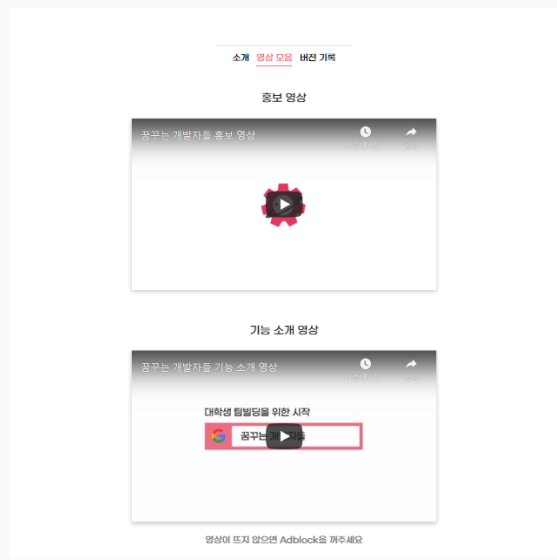 소개 영상 모음 버전 기록
홍보 영상
꿈꾸는 개발자들 홍보 영상
기능 소개 영상
꿈꾸는 개발자들 기능 소개 영상
대학생 팀빌딩을 위한 시작
꿈꾸는
영상이 뜨지 않으면 Adblock을 꺼주세요